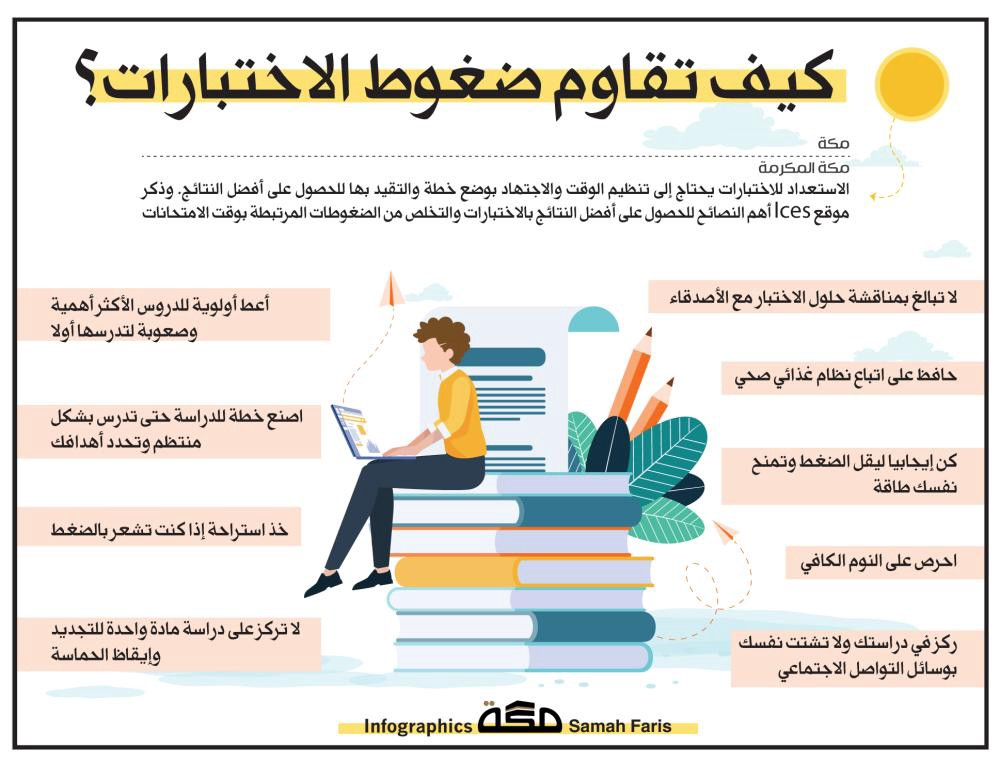 كيف تقاوم ضغوط الاختبارات؟
مكة
مكة المكرمة
الاستعداد للاختبارات يحتاج إلى تنظيم الوقت والاجتهاد بوضع خطة والتقيد بها للحصول على أفضل النتائج. وذكر
موقع Ices أهم النصائح للحصول على أفضل النتائج بالاختبارات والتخلص من الضغوطات المرتبطة بوقت الامتحانات
لا تبالغ بمناقشة حلول الاختبار مع الأصدقاء
حافظ على اتباع نظام غذائي صحي
كن إيجابيا ليقل الضغط وتمنح
نفسك طاقة
احرص على النوم الكافي
ركز في دراستك ولا تشتت نفسك
بوسائل التواصل الاجتماعي
أعط أولوية للدروس الأكثر أهمية
وصعوبة لتدرسها أولا
اصنع خطة للدراسة حتى تدرس بشكل
منتظم وتحدد أهدافك
خذ استراحة إذا كنت تشعر بالضغط
لا تركز على دراسة مادة واحدة للتجديد
وإيقاظ الحماسة
Infographics مكة Samah Faris